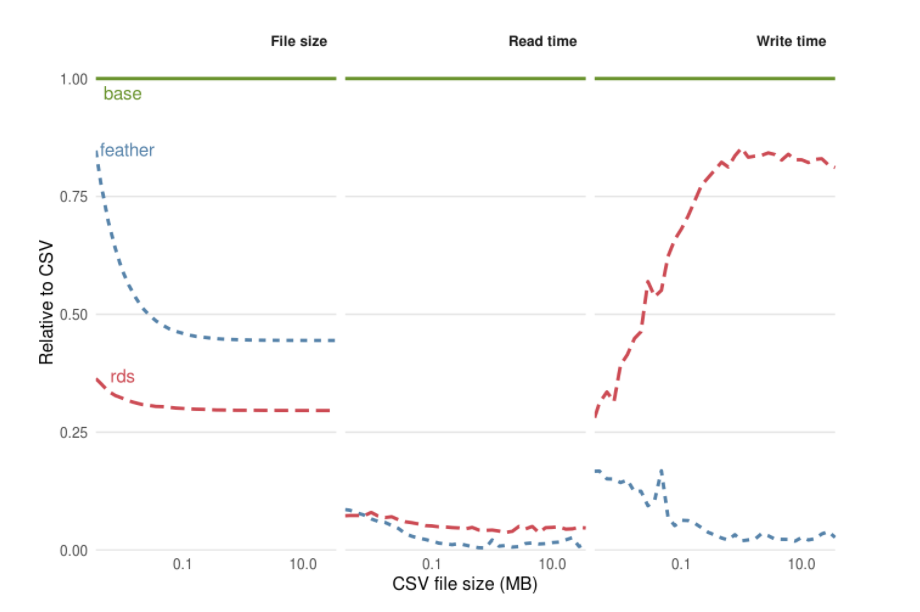 File size Read time Write time
1.00
base
feather
0.75
0.50
rds
0.25
0.00
0.1 10.0 0.1 10.0 0.1 10.0
CSV file size (MB)
Relative to CSV